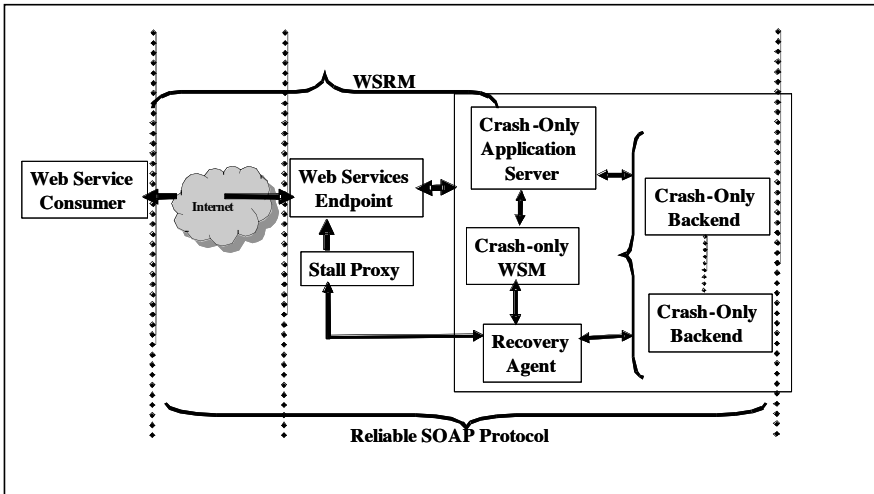 WSRM
Crash-Only
Application
Server
Web Service
Consumer
Internet
Web Services
Endpoint
Crash-Only
Backend
Crash-only
WSM
Stall Proxy
Crash-Only
Backend
Recovery
Agent
Reliable SOAP Protocol